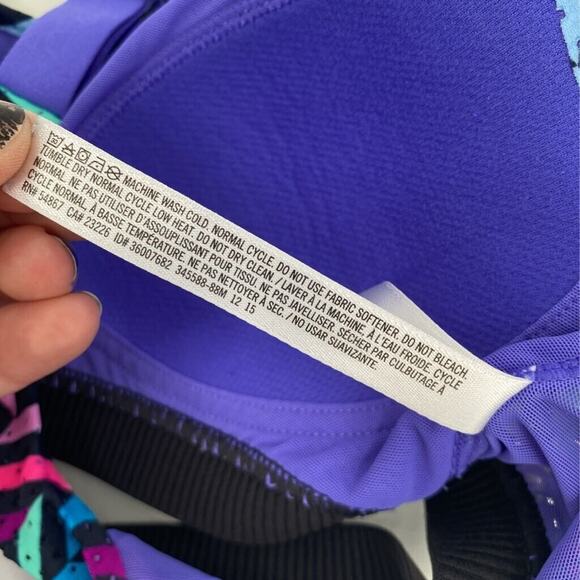 MACHINE WASH COLD. NORMAL CYCLE. DO NOT USE FABRIC SOFTENER. DO NOT BLEACH.
TUMBLE DRY NORMAL CYCLE LOW HEAT. DO NOT DRY CLEAN. / LAVER À LA MACHINE À L'EAU FROIDE. CYCLE
NORMAL. NE PAS UTILISER D'ASSOUPLISSANT POUR TISSU. NE PAS JAVELLISER. SÉCHER PAR CULBUTAGE À
CYCLE NORMAL À BASSE TEMPÉRATURE. NE PAS NETTOYER À SEC. / NO USAR SUAVIZANTE.
RN# 54867 CA# 23226 ID# 360076R2 345588-88M 12 15